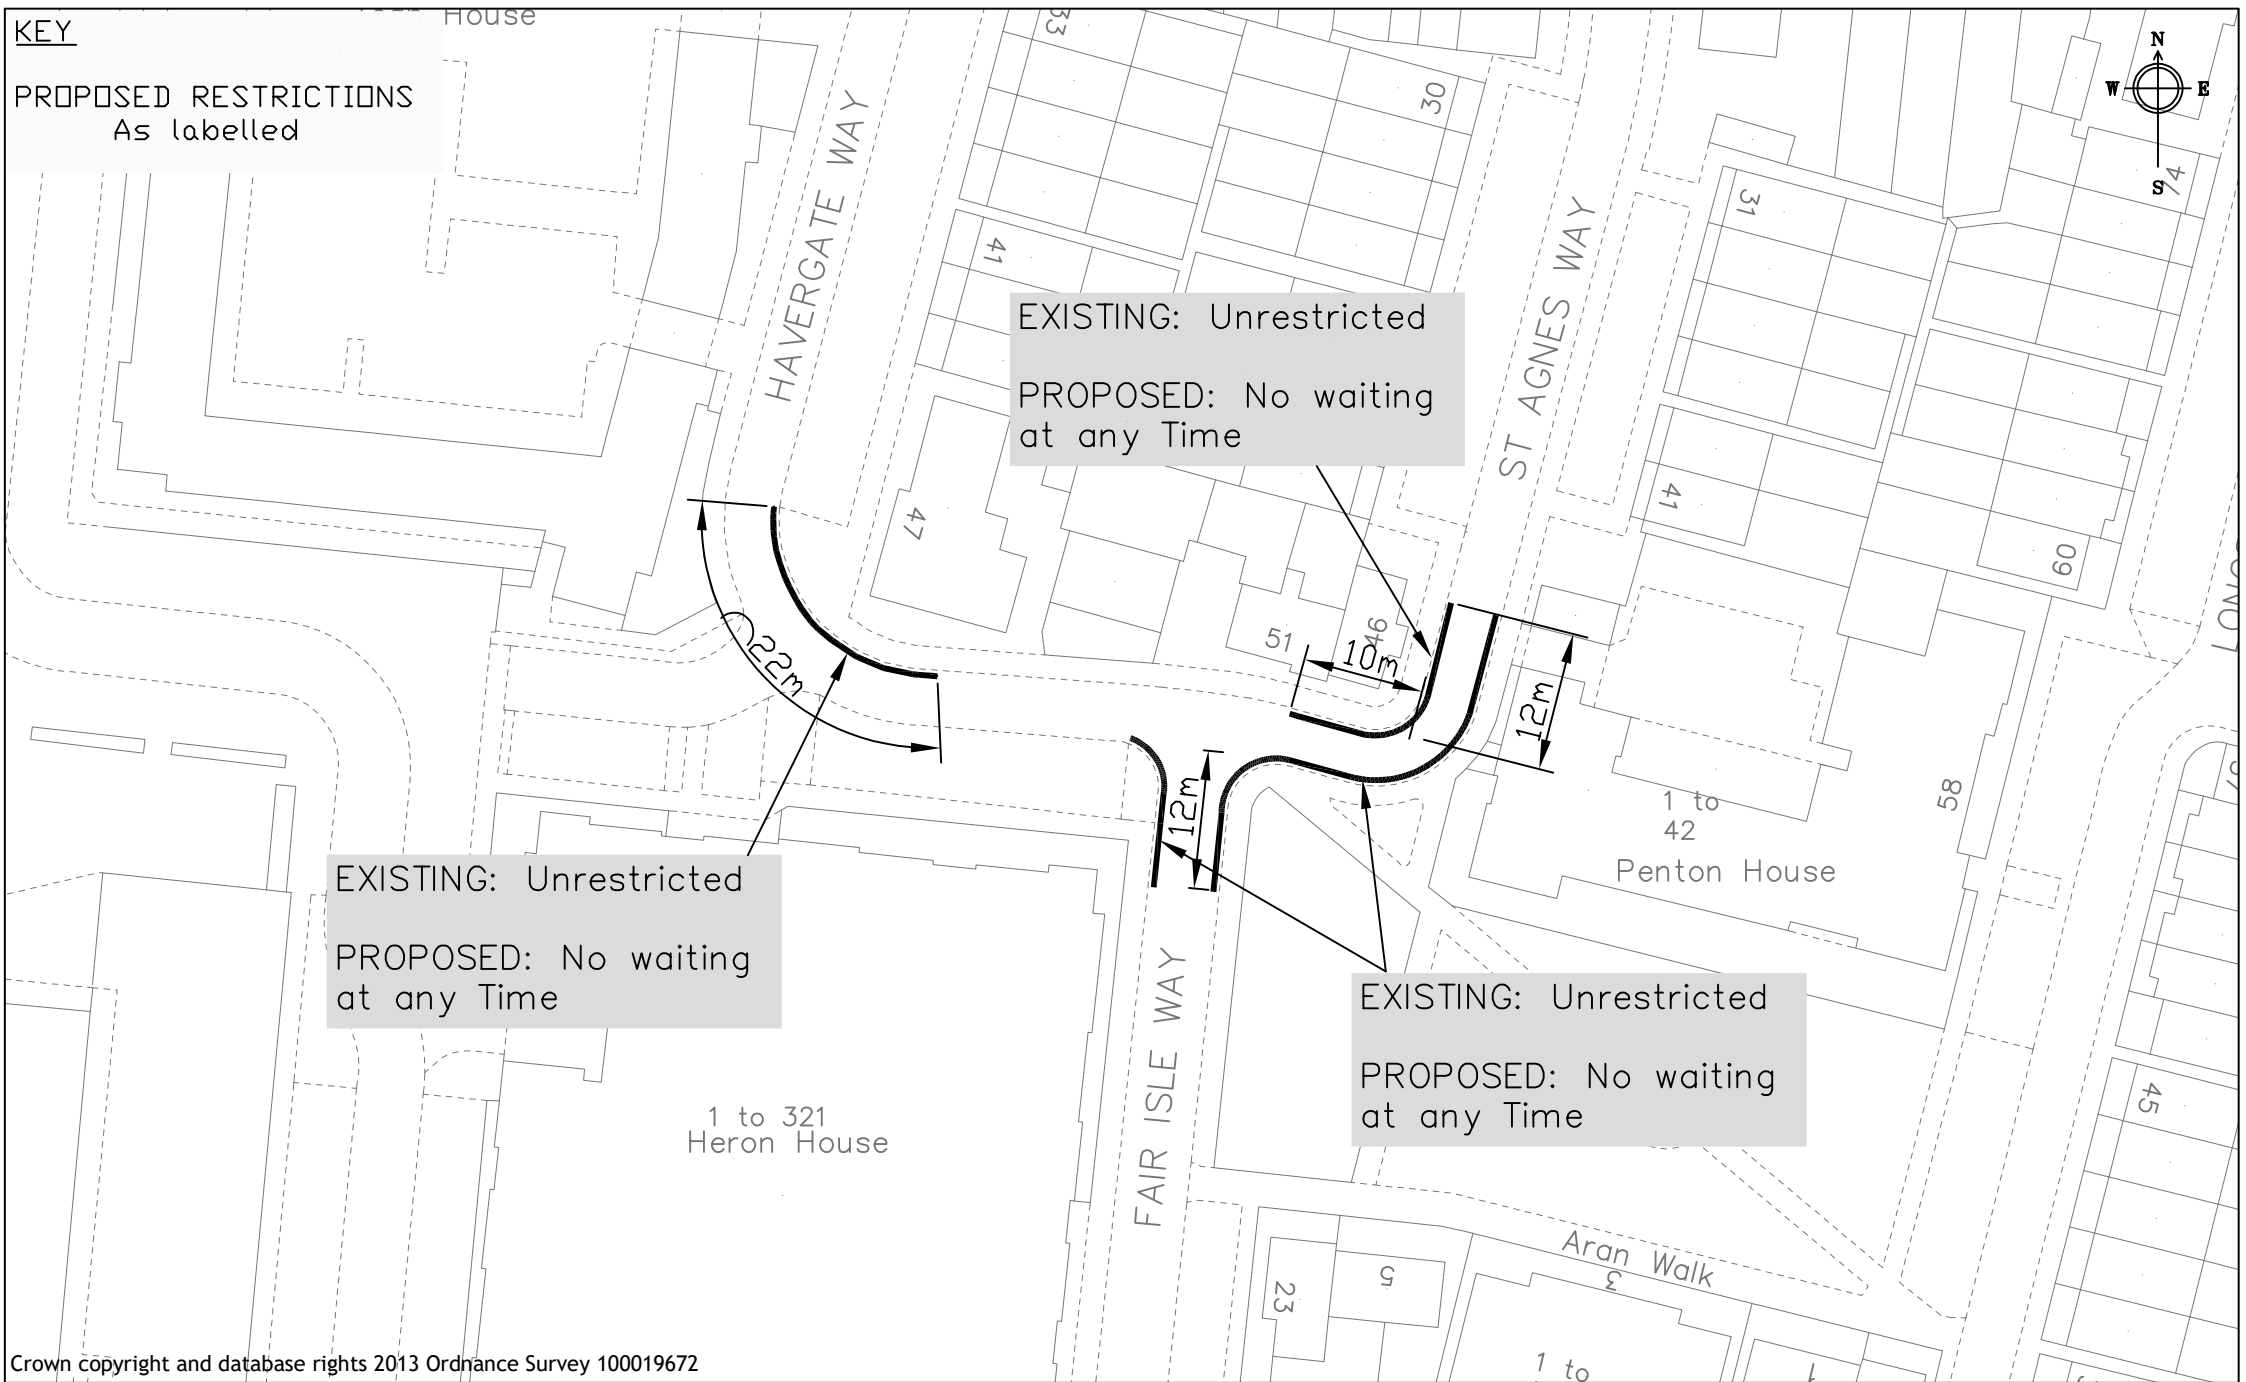 House
KEY
PROPOSED RESTRICTIONS
As labelled
N
W
E
S
33
30
31
74
HAVERGATE WAY
41
ST AGNES WAY
EXISTING: Unrestricted
PROPOSED: No waiting
at any Time
41
47
60
51
46
10m
22m
12m
12m
1 to
42
Penton House
58
EXISTING: Unrestricted
PROPOSED: No waiting
at any Time
EXISTING: Unrestricted
PROPOSED: No waiting
at any Time
FAIR ISLE WAY
1 to 321
Heron House
45
Aran Walk
3
5
23
1 to
Crown copyright and database rights 2013 Ordnance Survey 100019672